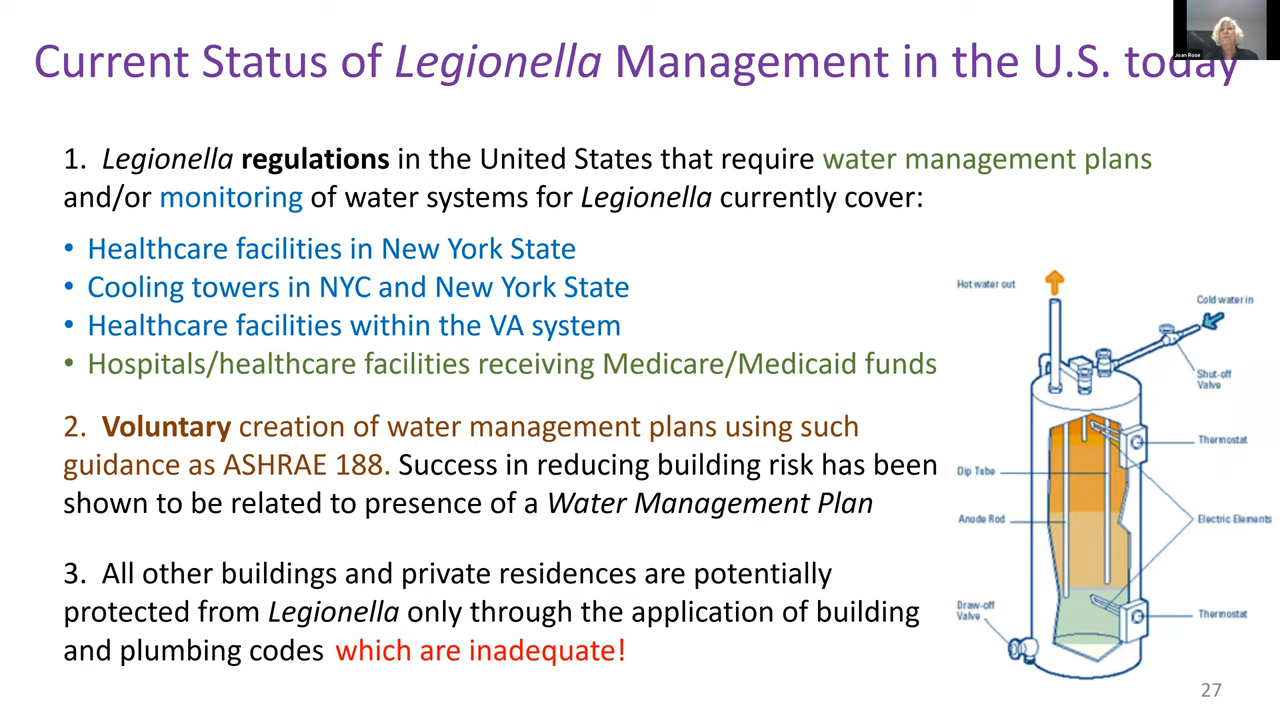 Current Status of Legionella Management in the U.S. today
Joan Rose
1. Legionella regulations in the United States that require water management plans
and/or monitoring of water systems for Legionella currently cover:
• Healthcare facilities in New York State
• Cooling towers in NYC and New York State
• Healthcare facilities within the VA system
• Hospitals/healthcare facilities receiving Medicare/Medicaid funds
2. Voluntary creation of water management plans using such
guidance as ASHRAE 188. Success in reducing building risk has been
shown to be related to presence of a Water Management Plan
3. All other buildings and private residences are potentially
protected from Legionella only through the application of building
and plumbing codes which are inadequate!
Hot water out
Cold water in
Shut-off
Valve
Thermostat
Dip Tube
Anode Rod
Electric Elements
Draw-off
Valve
Thermostat
27